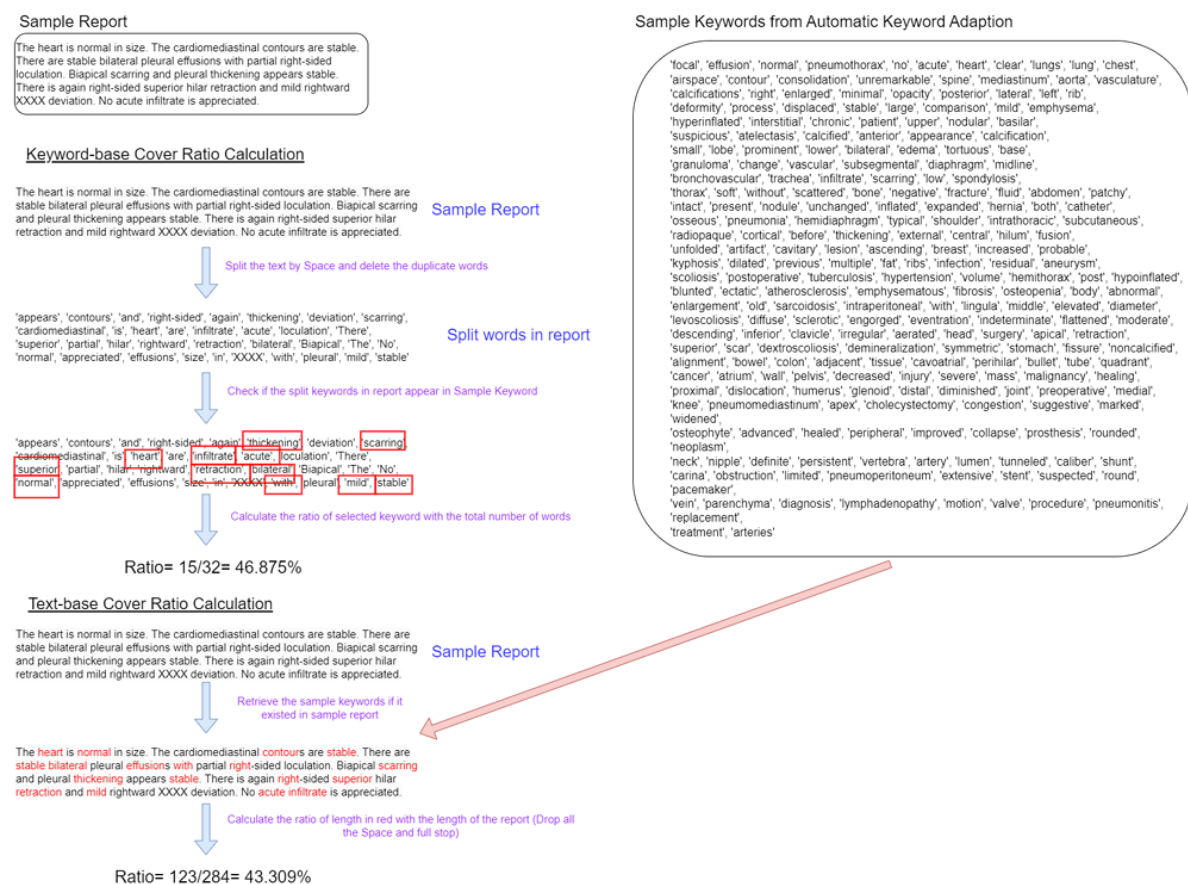 Sample Report
The heart is normal in size. The cardiomediastinal contours are stable.
There are stable bilateral pleural effusions with partial right-sided
loculation. Biapical scarring and pleural thickening appears stable.
There is again right-sided superior hilar retraction and mild rightward
XXXX deviation. No acute infiltrate is appreciated.
Keyword-base Cover Ratio Calculation
The heart is normal in size. The cardiomediastinal contours are stable. There are
stable bilateral pleural effusions with partial right-sided loculation. Biapical scarring
and pleural thickening appears stable. There is again right-sided superior hilar
retraction and mild rightward XXXX deviation. No acute infiltrate is appreciated.
Sample Report
Split the text by Space and delete the duplicate words
'appears', 'contours', 'and', 'right-sided', 'again', 'thickening', 'deviation', 'scarring',
'cardiomediastinal', 'is', 'heart', 'are', 'infiltrate', 'acute', 'loculation', 'There',
'superior', 'partial', 'hilar', 'rightward', 'retraction', 'bilateral', 'Biapical', 'The', 'No',
'normal', 'appreciated', 'effusions', 'size', 'in', 'XXXX', 'with', 'pleural', 'mild', 'stable'
Split words in report
Check if the split keywords in report appear in Sample Keyword
'appears', 'contours', 'and', 'right-sided', 'again', 'thickening', 'deviation', 'scarring',
'cardiomediastinal', 'is', 'heart', 'are', 'infiltrate', 'acute', 'loculation', 'There',
'superior', 'partial', 'hilar', 'rightward', 'retraction', 'bilateral', 'Biapical', 'The', 'No',
'normal', 'appreciated', 'effusions', 'size', 'in', 'XXXX', 'with', 'pleural', 'mild', 'stable'
Calculate the ratio of selected keyword with the total number of words
Ratio= 15/32= 46.875%
Text-base Cover Ratio Calculation
The heart is normal in size. The cardiomediastinal contours are stable. There are
stable bilateral pleural effusions with partial right-sided loculation. Biapical scarring
and pleural thickening appears stable. There is again right-sided superior hilar
retraction and mild rightward XXXX deviation. No acute infiltrate is appreciated.
Sample Report
Retrieve the sample keywords if it
existed in sample report
The heart is normal in size. The cardiomediastinal contours are stable. There are
stable bilateral pleural effusions with partial right-sided loculation. Biapical scarring
and pleural thickening appears stable. There is again right-sided superior hilar
retraction and mild rightward XXXX deviation. No acute infiltrate is appreciated.
Calculate the ratio of length in red with the length of the report (Drop all
the Space and full stop)
Ratio= 123/284= 43.309%
Sample Keywords from Automatic Keyword Adaption
'focal', 'effusion', 'normal', 'pneumothorax', 'no', 'acute', 'heart', 'clear', 'lungs', 'lung', 'chest',
'airspace', 'contour', 'consolidation', 'unremarkable', 'spine', 'mediastinum', 'aorta', 'vasculature',
'calcifications', 'right', 'enlarged', 'minimal', 'opacity', 'posterior', 'lateral', 'left', 'rib',
'deformity', 'process', 'displaced', 'stable', 'large', 'comparison', 'mild', 'emphysema',
'hyperinflated', 'interstitial', 'chronic', 'patient', 'upper', 'nodular', 'basilar',
'suspicious', 'atelectasis', 'calcified', 'anterior', 'appearance', 'calcification',
'small', 'lobe', 'prominent', 'lower', 'bilateral', 'edema', 'tortuous', 'base',
'granuloma', 'change', 'vascular', 'subsegmental', 'diaphragm', 'midline',
'bronchovascular', 'trachea', 'infiltrate', 'scarring', 'low', 'spondylosis',
'thorax', 'soft', 'without', 'scattered', 'bone', 'negative', 'fracture', 'fluid', 'abdomen', 'patchy',
'intact', 'present', 'nodule', 'unchanged', 'inflated', 'expanded', 'hernia', 'both', 'catheter',
'osseous', 'pneumonia', 'hemidiaphragm', 'typical', 'shoulder', 'intrathoracic', 'subcutaneous',
'radiopaque', 'cortical', 'before', 'thickening', 'external', 'central', 'hilum', 'fusion',
'unfolded', 'artifact', 'cavitary', 'lesion', 'ascending', 'breast', 'increased', 'probable',
'kyphosis', 'dilated', 'previous', 'multiple', 'fat', 'ribs', 'infection', 'residual', 'aneurysm',
'scoliosis', 'postoperative', 'tuberculosis', 'hypertension', 'volume', 'hemithorax', 'post', 'hypoinflated',
'blunted', 'ectatic', 'atherosclerosis', 'emphysematous', 'fibrosis', 'osteopenia', 'body', 'abnormal',
'enlargement', 'old', 'sarcoidosis', 'intraperitoneal', 'with', 'lingula', 'middle', 'elevated', 'diameter',
'levoscoliosis', 'diffuse', 'sclerotic', 'engorged', 'eventration', 'indeterminate', 'flattened', 'moderate',
'descending', 'inferior', 'clavicle', 'irregular', 'aerated', 'head', 'surgery', 'apical', 'retraction',
'superior', 'scar', 'dextroscoliosis', 'demineralization', 'symmetric', 'stomach', 'fissure', 'noncalcified',
'alignment', 'bowel', 'colon', 'adjacent', 'tissue', 'cavoatrial', 'perihilar', 'bullet', 'tube', 'quadrant',
'cancer', 'atrium', 'wall', 'pelvis', 'decreased', 'injury', 'severe', 'mass', 'malignancy', 'healing',
'proximal', 'dislocation', 'humerus', 'glenoid', 'distal', 'diminished', 'joint', 'preoperative', 'medial',
'knee', 'pneumomediastinum', 'apex', 'cholecystectomy', 'congestion', 'suggestive', 'marked',
'widened',
'osteophyte', 'advanced', 'healed', 'peripheral', 'improved', 'collapse', 'prosthesis', 'rounded',
'neoplasm',
'neck', 'nipple', 'definite', 'persistent', 'vertebra', 'artery', 'lumen', 'tunneled', 'caliber', 'shunt',
'carina', 'obstruction', 'limited', 'pneumoperitoneum', 'extensive', 'stent', 'suspected', 'round',
'pacemaker',
'vein', 'parenchyma', 'diagnosis', 'lymphadenopathy', 'motion', 'valve', 'procedure', 'pneumonitis',
'replacement',
'treatment', 'arteries'